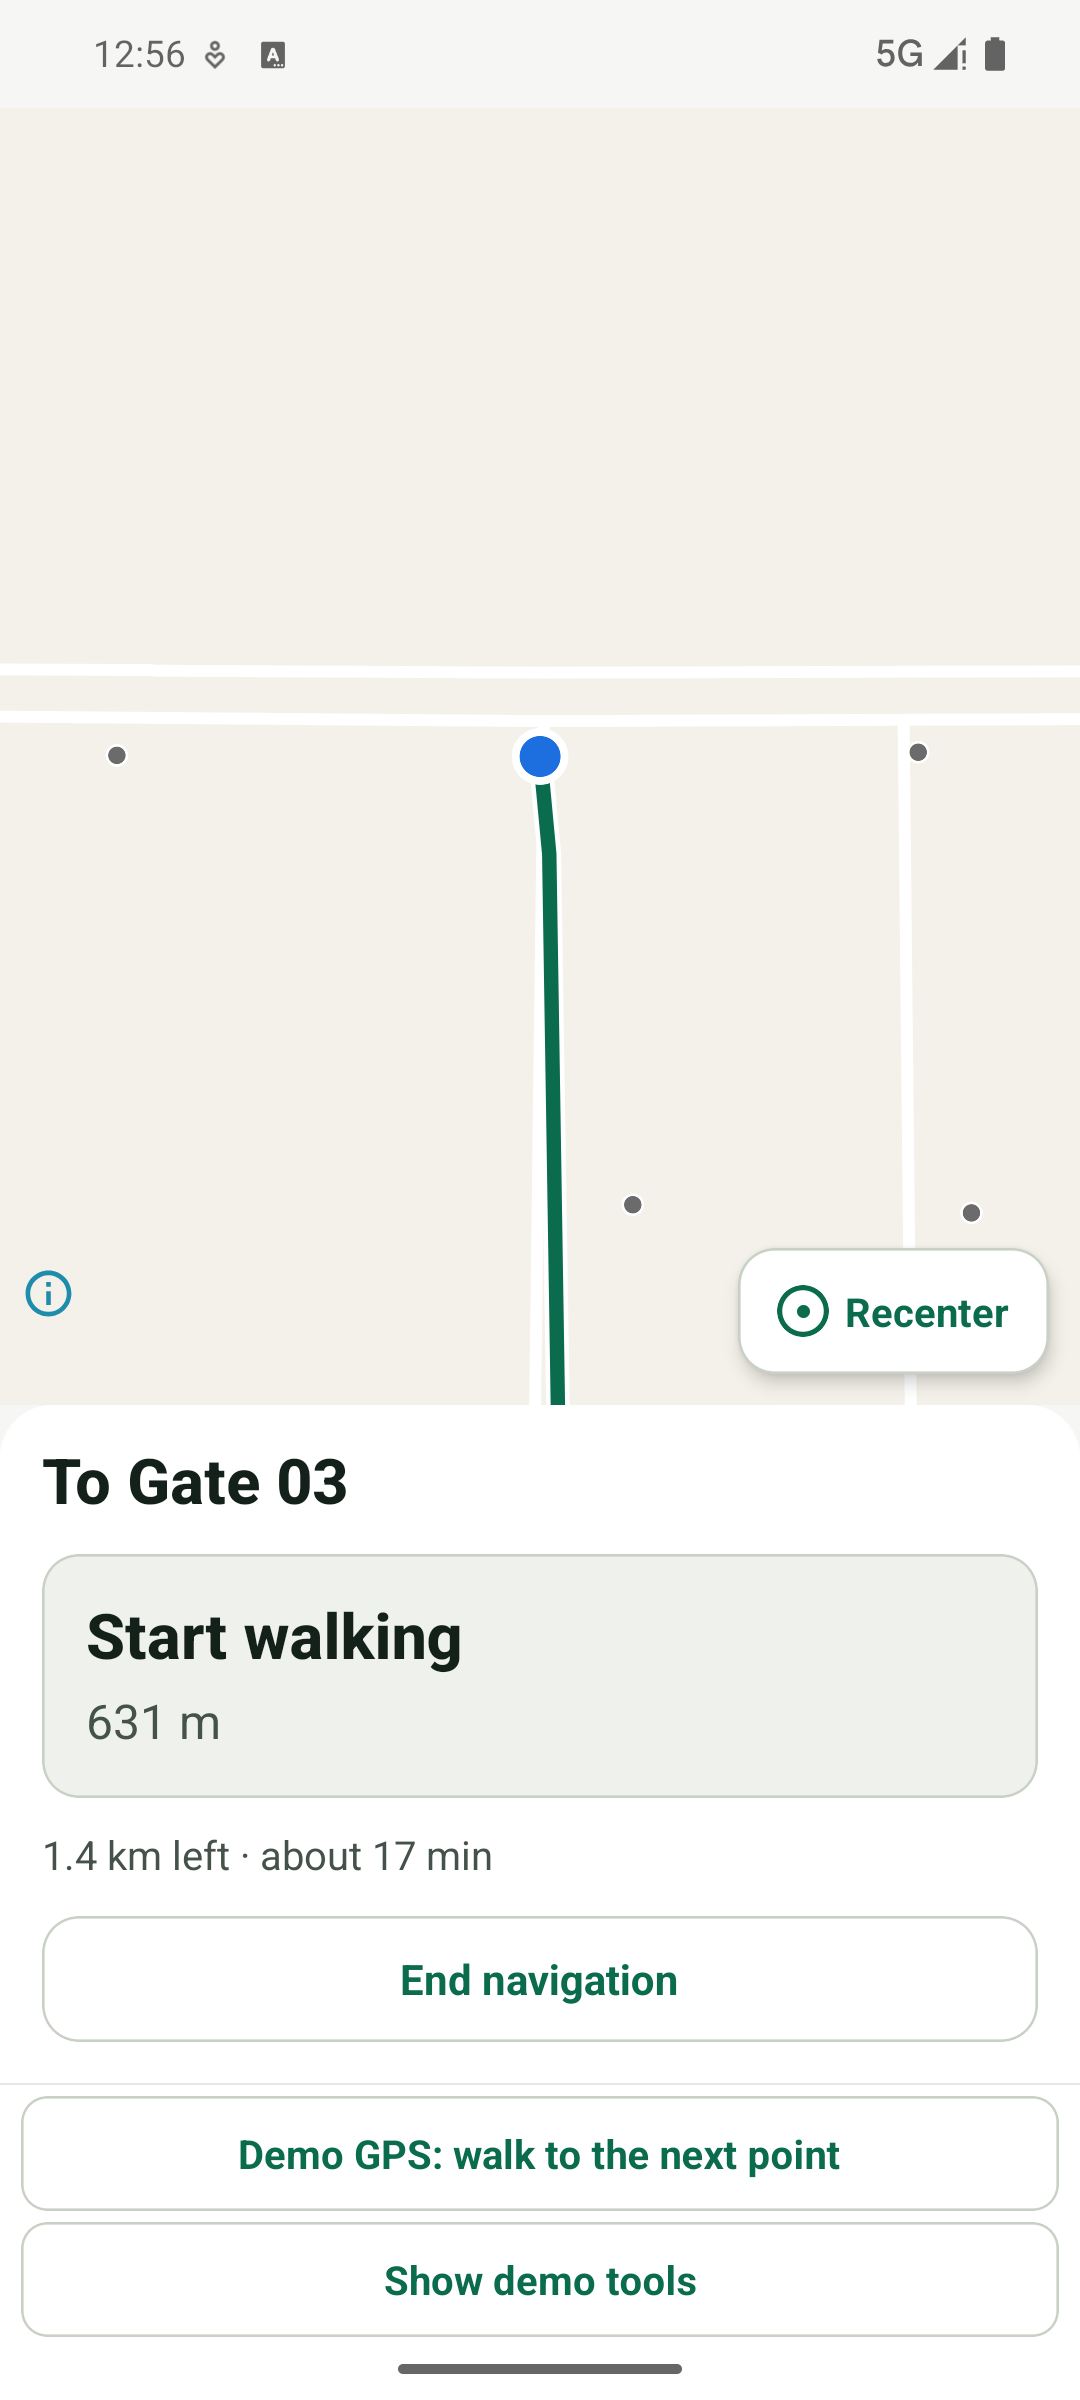 12:56
5G
Recenter
To Gate 03
Start walking
631 m
1.4 km left · about 17 min
End navigation
Demo GPS: walk to the next point
Show demo tools